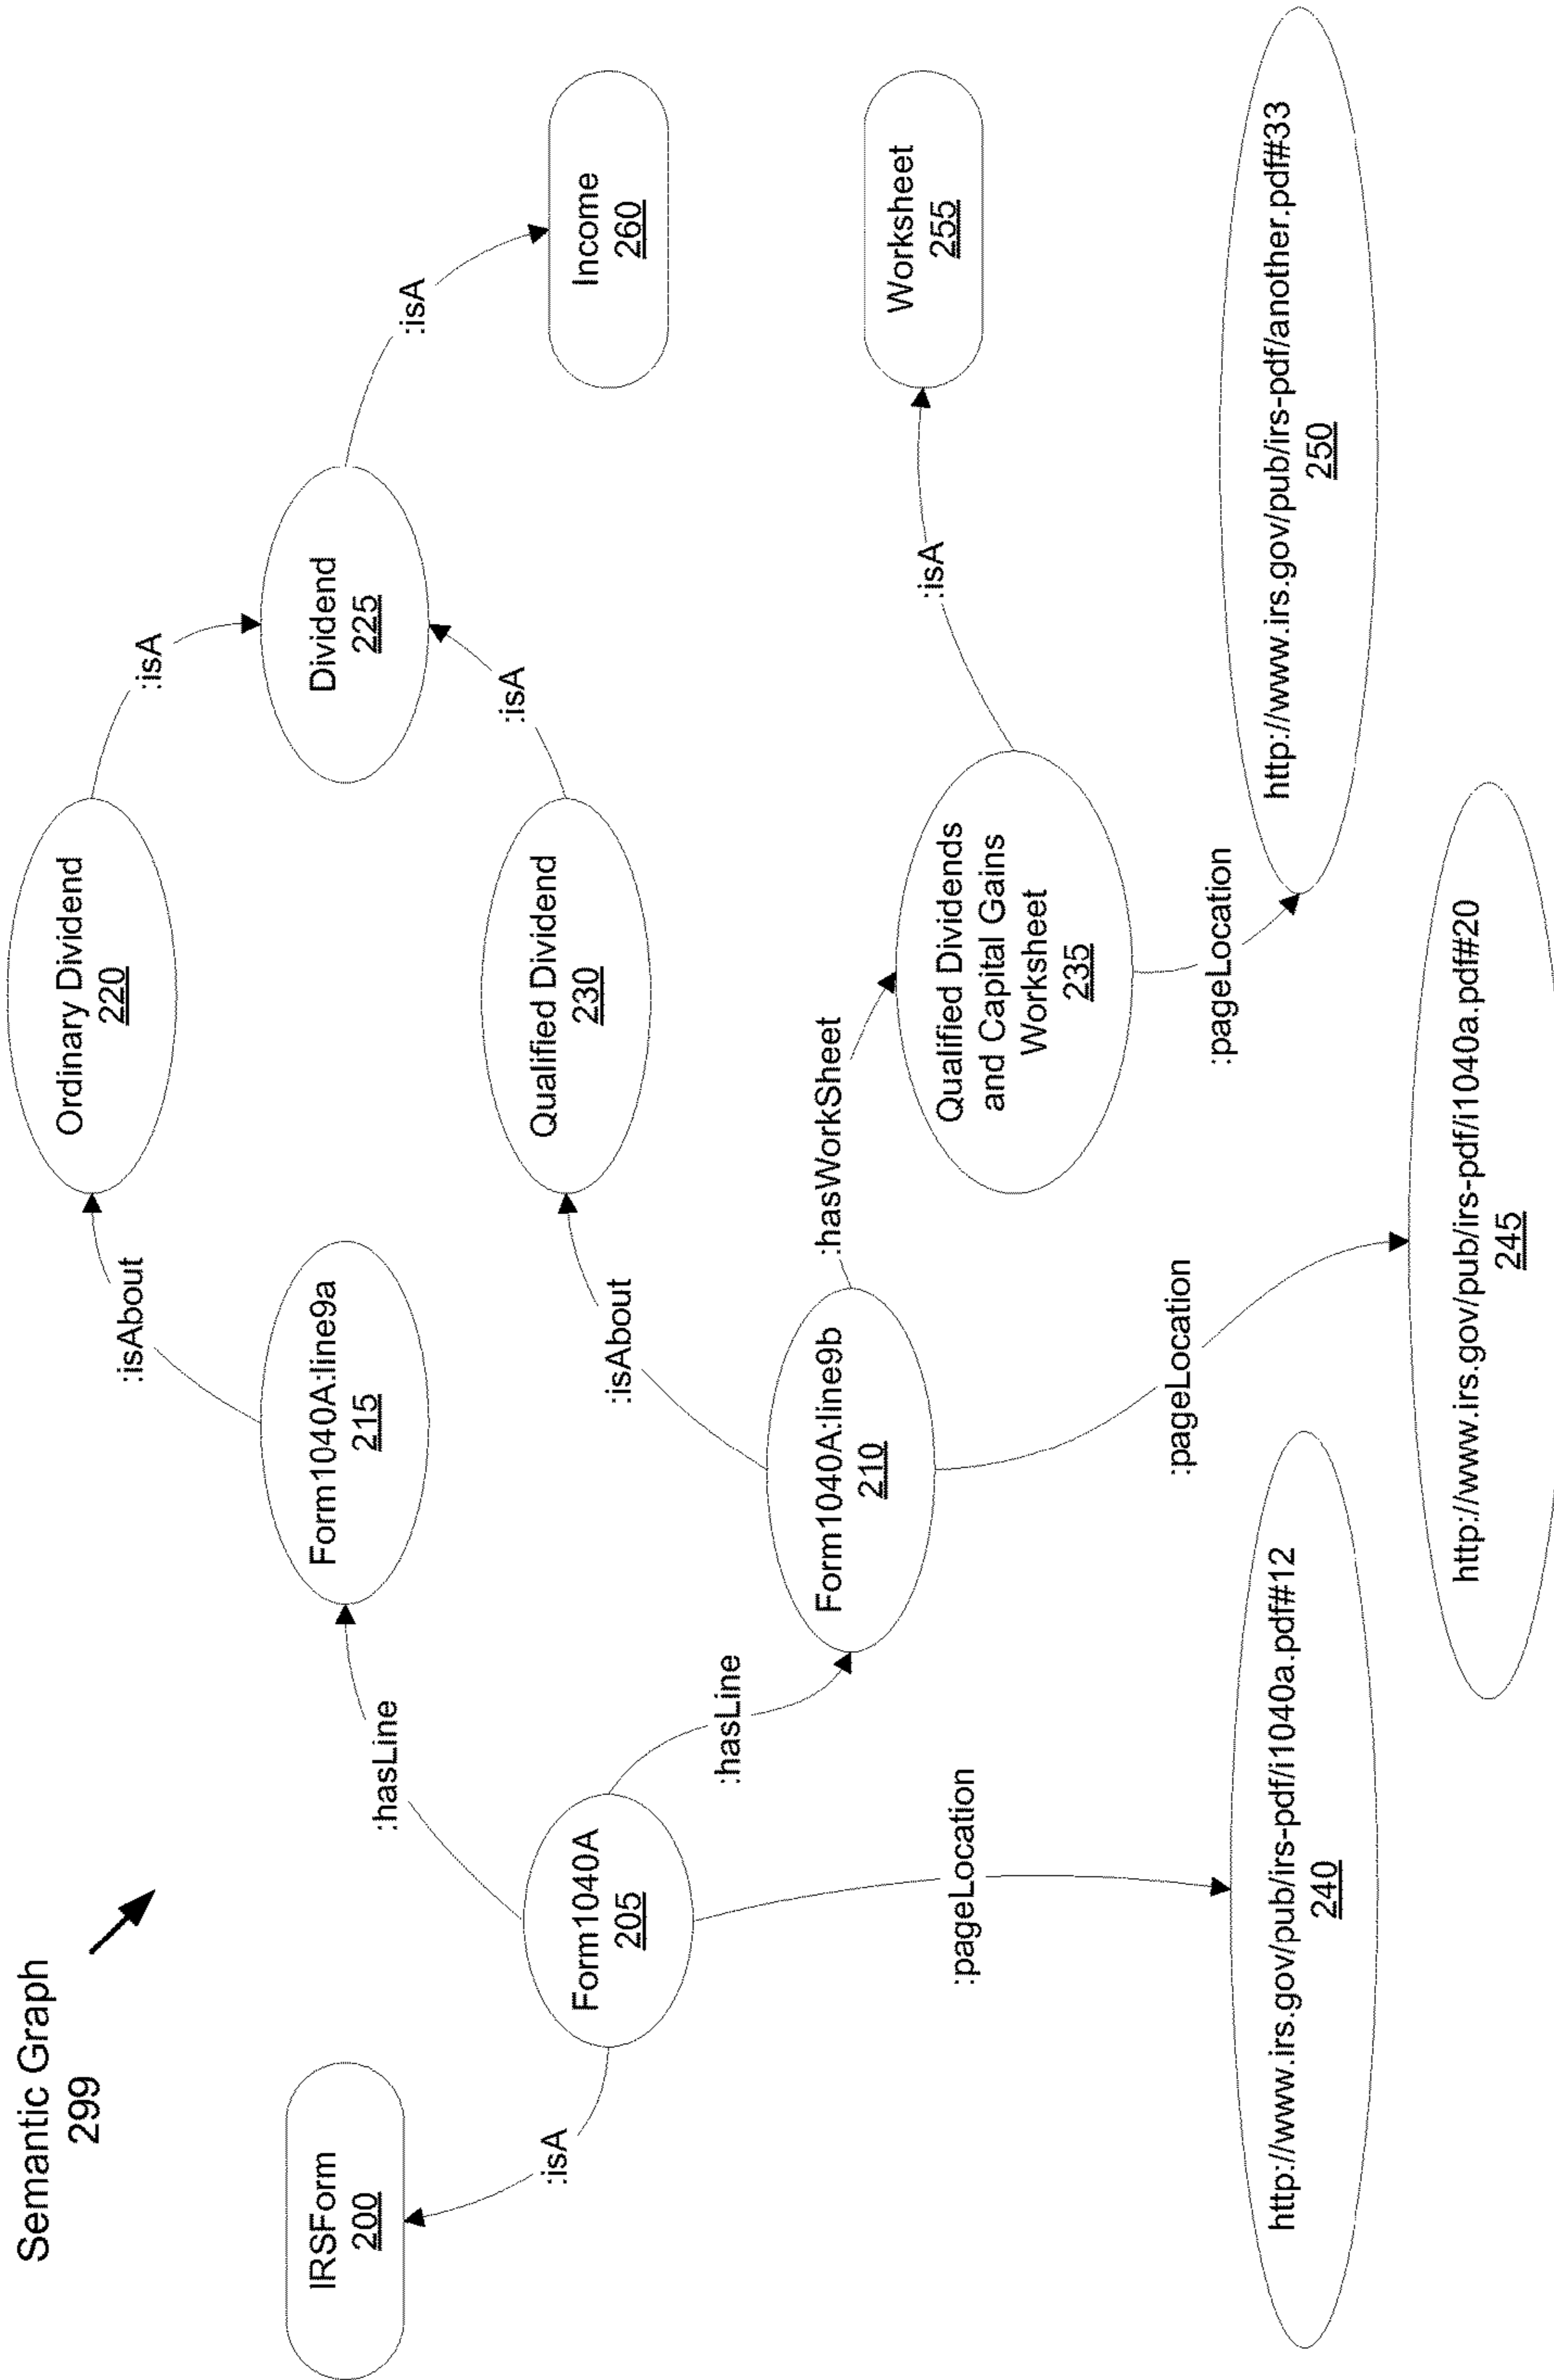 Semantic Graph
299
IRSForm
200
:isA
Form1040A
205
:hasLine
:hasLine
:pageLocation
http://www.irs.gov/pub/irs-pdf/i1040a.pdf#12
240
Form1040A:line9a
215
:isAbout
Form1040A:line9b
210
:isAbout
:hasWorkSheet
:pageLocation
http://www.irs.gov/pub/irs-pdf/i1040a.pdf#20
245
Ordinary Dividend
220
:isA
Qualified Dividend
230
:isA
Qualified Dividends
and Capital Gains
Worksheet
235
:pageLocation
:isA
http://www.irs.gov/pub/irs-pdf/another.pdf#33
250
Dividend
225
:isA
Income
260
Worksheet
255